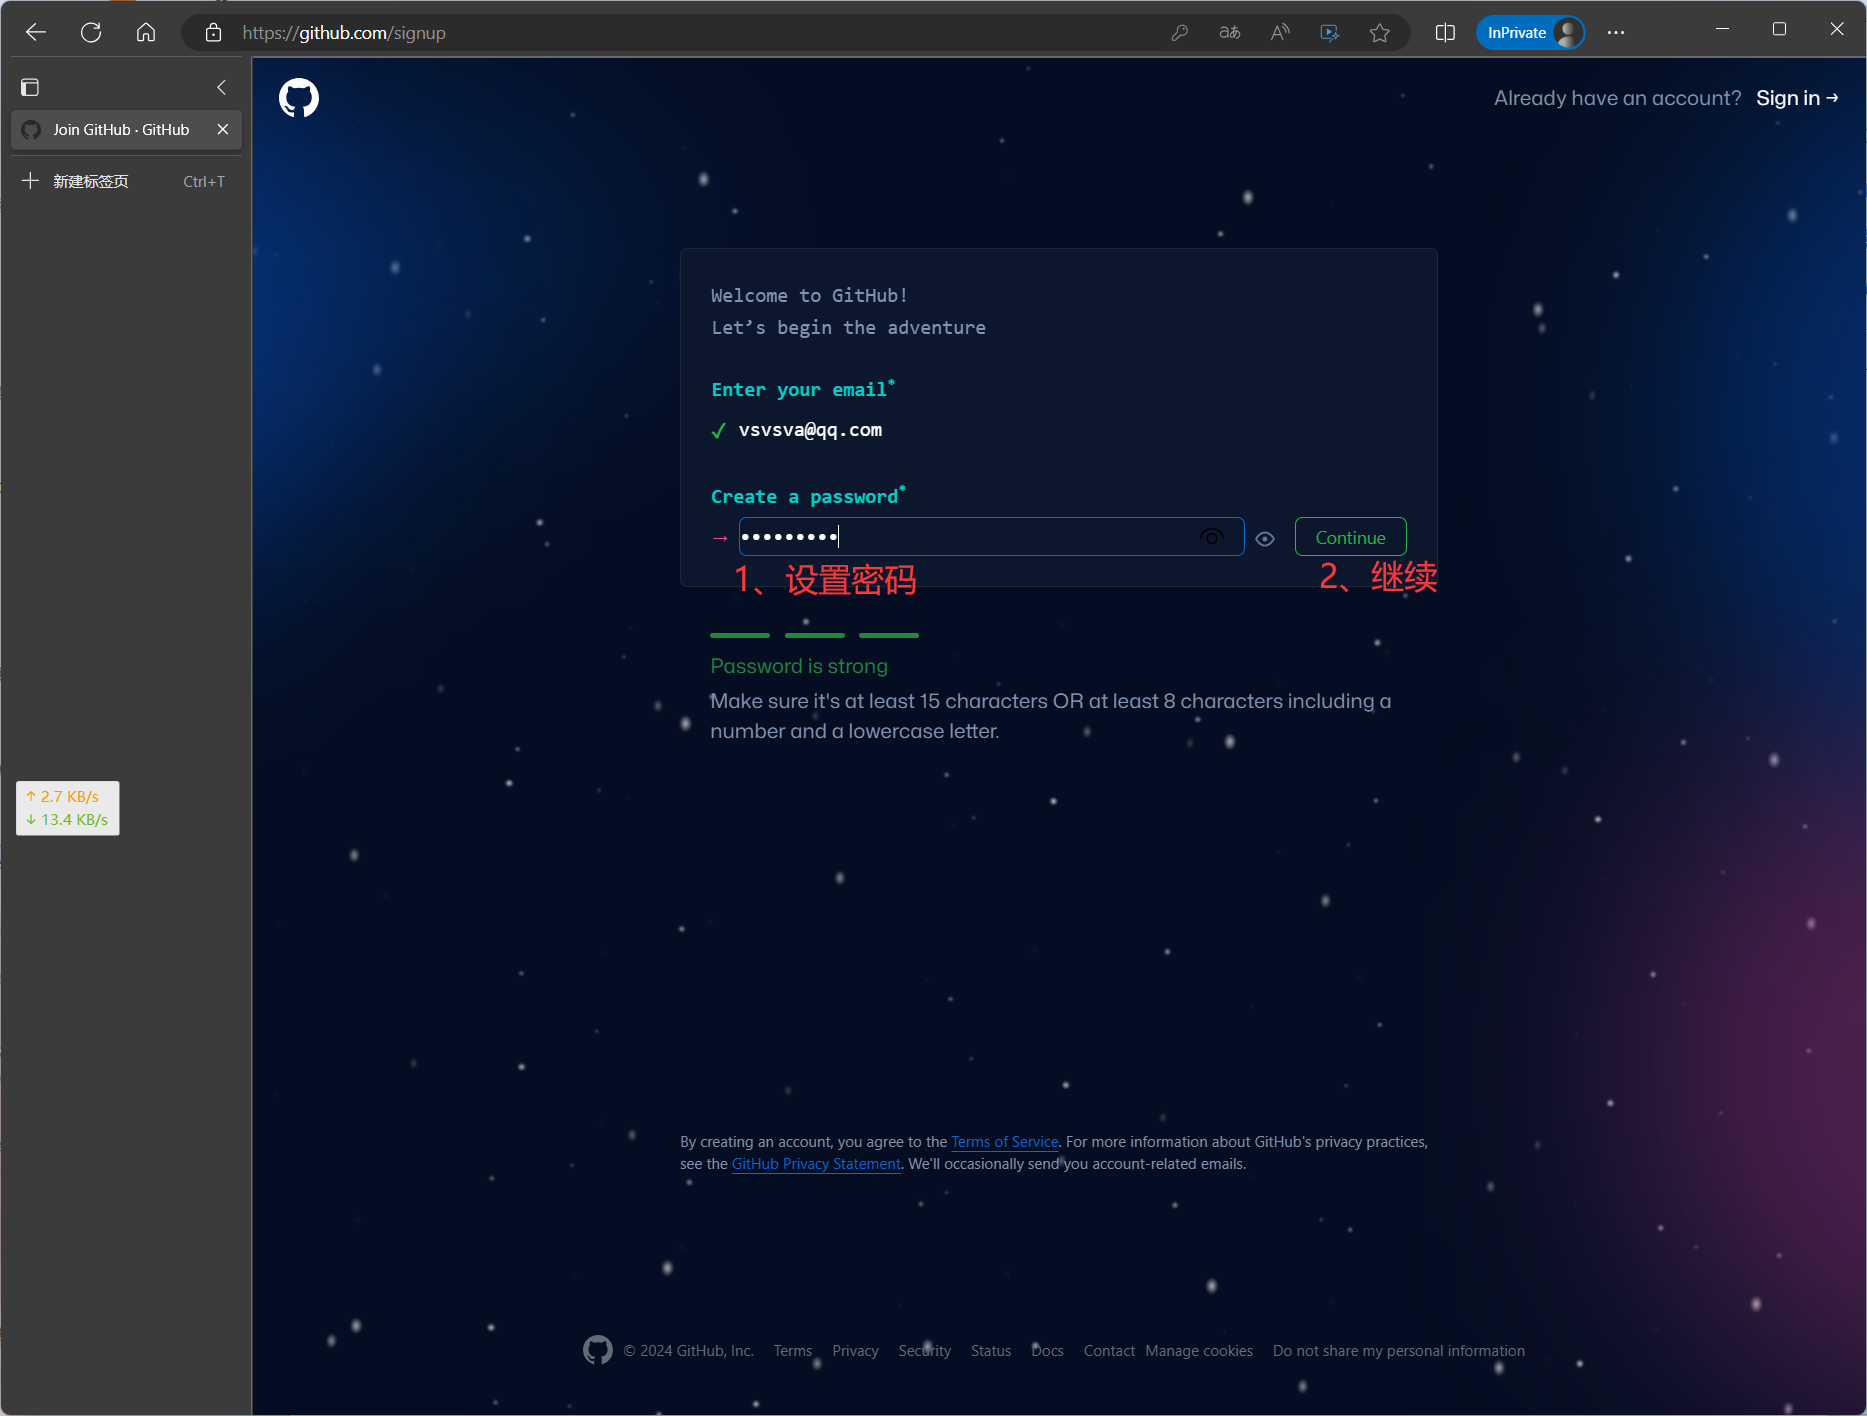 https://github.com/signup
InPrivate
Join GitHub · GitHub
新建标签页 Ctrl+T
Already have an account? Sign in →
Welcome to GitHub!
Let’s begin the adventure
Enter your email*
✓ vsvsva@qq.com
Create a password*
→ ••••••••• Continue
1、设置密码 2、继续
Password is strong
Make sure it's at least 15 characters OR at least 8 characters including a
number and a lowercase letter.
↑ 2.7 KB/s
↓ 13.4 KB/s
By creating an account, you agree to the Terms of Service. For more information about GitHub's privacy practices,
see the GitHub Privacy Statement. We'll occasionally send you account-related emails.
© 2024 GitHub, Inc. Terms Privacy Security Status Docs Contact Manage cookies Do not share my personal information